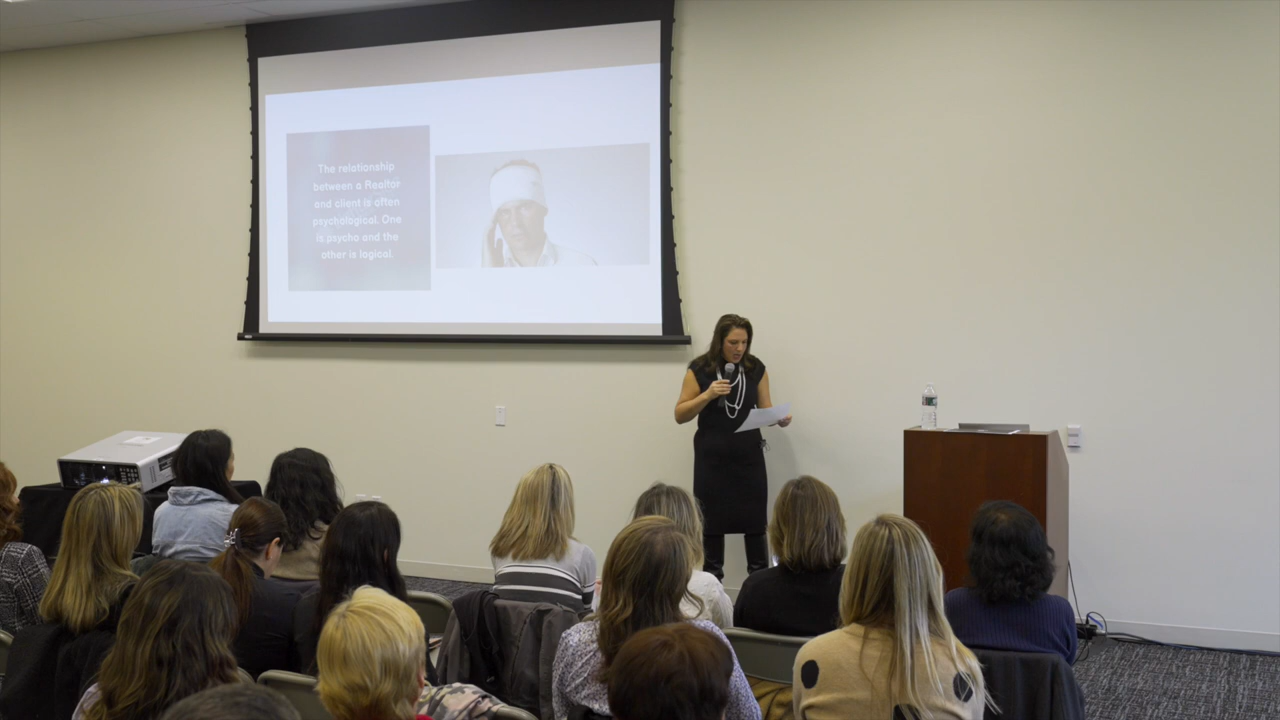 The relationship
between a Realtor
and client is often
psychological. One
is psycho and the
other is logical.